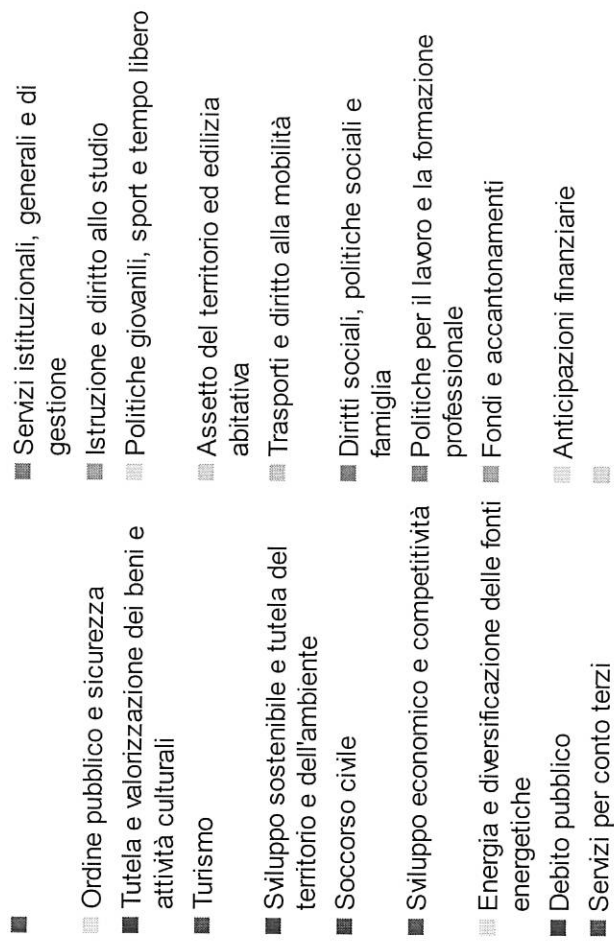 Ordine pubblico e sicurezza
Tutela e valorizzazione dei beni e
attività culturali
Turismo
Sviluppo sostenibile e tutela del
territorio e dell'ambiente
Soccorso civile
Sviluppo economico e competitività
Energia e diversificazione delle fonti
energetiche
Debito pubblico
Servizi per conto terzi
Servizi istituzionali, generali e di
gestione
Istruzione e diritto allo studio
Politiche giovanili, sport e tempo libero
Assetto del territorio ed edilizia
abitativa
Trasporti e diritto alla mobilità
Diritti sociali, politiche sociali e
famiglia
Politiche per il lavoro e la formazione
professionale
Fondi e accantonamenti
Anticipazioni finanziarie